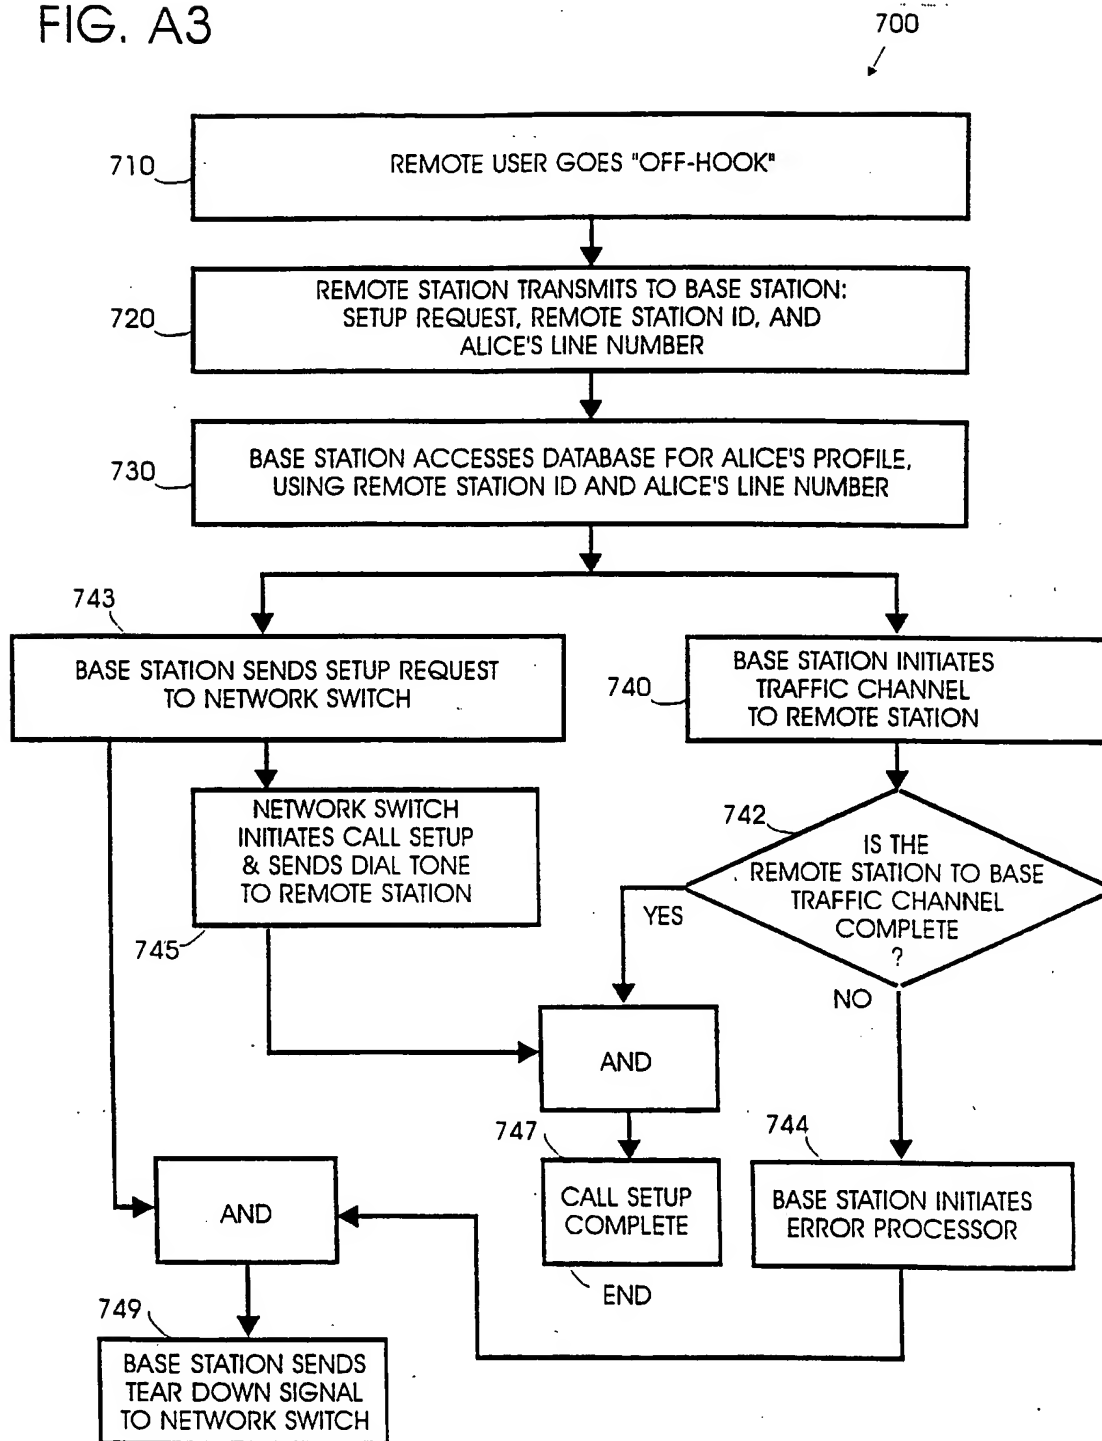 FIG. A3
700
710
REMOTE USER GOES "OFF-HOOK"
720
REMOTE STATION TRANSMITS TO BASE STATION:
SETUP REQUEST, REMOTE STATION ID, AND
ALICE'S LINE NUMBER
730
BASE STATION ACCESSES DATABASE FOR ALICE'S PROFILE,
USING REMOTE STATION ID AND ALICE'S LINE NUMBER
743
BASE STATION SENDS SETUP REQUEST
TO NETWORK SWITCH
740
BASE STATION INITIATES
TRAFFIC CHANNEL
TO REMOTE STATION
745
NETWORK SWITCH
INITIATES CALL SETUP
& SENDS DIAL TONE
TO REMOTE STATION
742
IS THE
REMOTE STATION TO BASE
TRAFFIC CHANNEL
COMPLETE
?
YES
NO
AND
747
CALL SETUP
COMPLETE
END
744
BASE STATION INITIATES
ERROR PROCESSOR
AND
749
BASE STATION SENDS
TEAR DOWN SIGNAL
TO NETWORK SWITCH